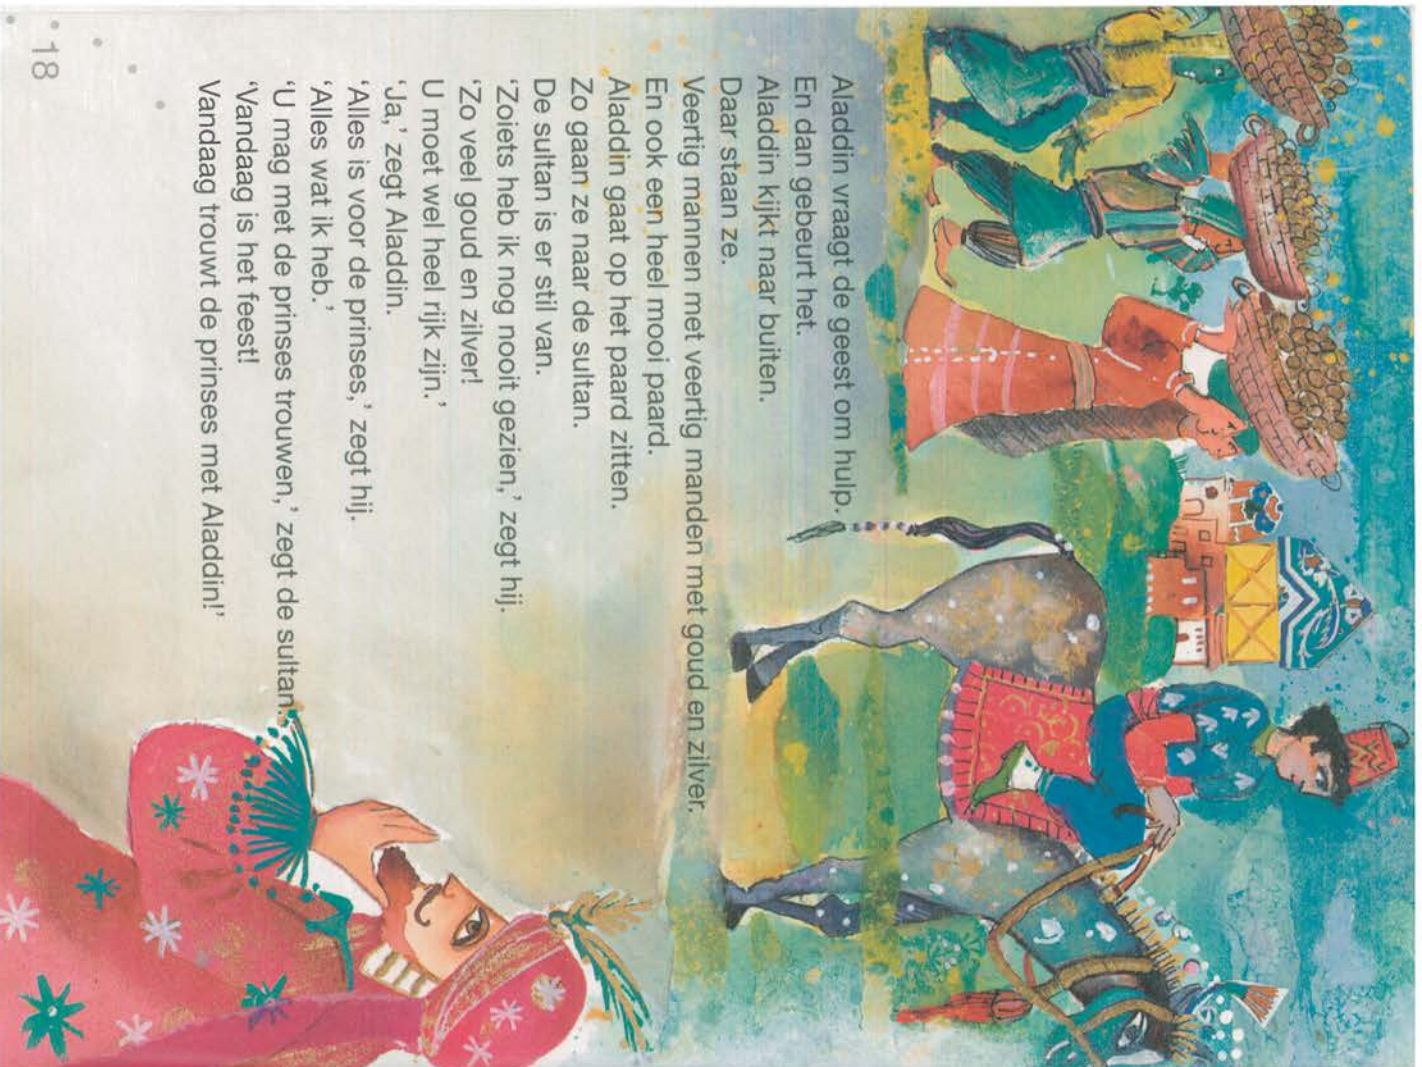 Aladdin vraagt de geest om hulp.
En dan gebeurt het.
Aladdin kijkt naar buiten.
Daar staan ze.
Veertig mannen met veertig manden met goud en zilver.
En ook een heel mooi paard.
Aladdin gaat op het paard zitten.
Zo gaan ze naar de sultan.
De sultan is er stil van.
‘Zoiets heb ik nog nooit gezien,’ zegt hij.
‘Zo veel goud en zilver!
U moet wel heel rijk zijn.’
‘Ja,’ zegt Aladdin.
‘Alles is voor de prinses,’ zegt hij.
‘Alles wat ik heb.’
‘U mag met de prinses trouwen,’ zegt de sultan.
‘Vandaag is het feest!
Vandaag trouwt de prinses met Aladdin!’
18